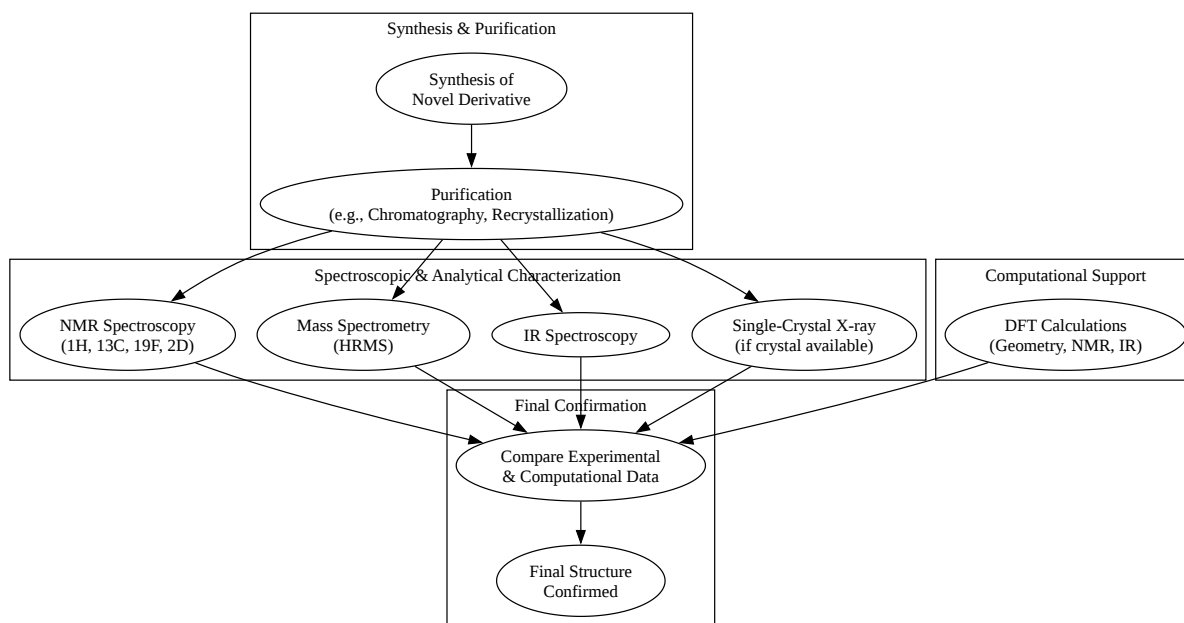 Synthesis & Purification
Synthesis of
Novel Derivative
Purification
(e.g., Chromatography, Recrystallization)
Spectroscopic & Analytical Characterization
NMR Spectroscopy
(1H, 13C, 19F, 2D)
Mass Spectrometry
(HRMS)
IR Spectroscopy
Single-Crystal X-ray
(if crystal available)
Computational Support
DFT Calculations
(Geometry, NMR, IR)
Final Confirmation
Compare Experimental
& Computational Data
Final Structure
Confirmed